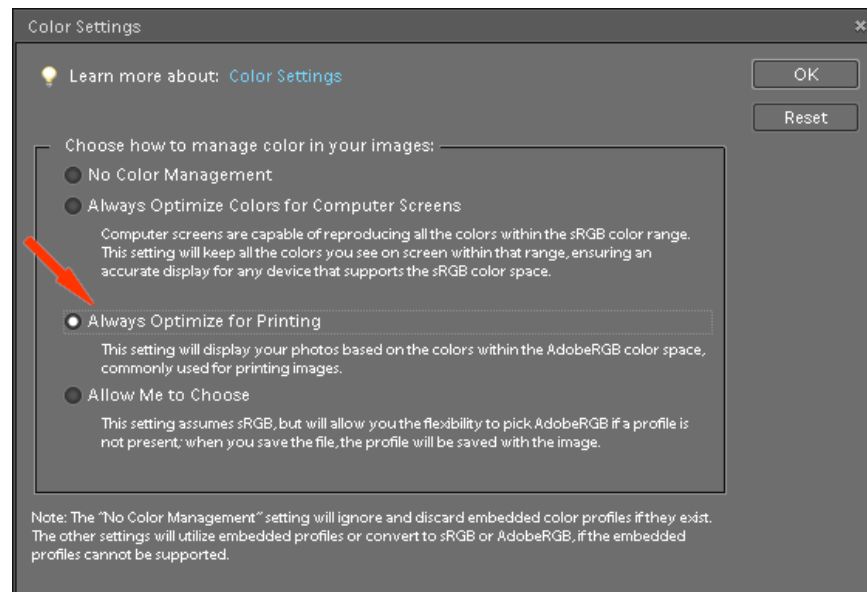 Color Settings
Learn more about: Color Settings
OK
Reset
Choose how to manage color in your images:
No Color Management
Always Optimize Colors for Computer Screens
Computer screens are capable of reproducing all the colors within the sRGB color range.
This setting will keep all the colors you see on screen within that range, ensuring an
accurate display for any device that supports the sRGB color space.
Always Optimize for Printing
This setting will display your photos based on the colors within the AdobeRGB color space,
commonly used for printing images.
Allow Me to Choose
This setting assumes sRGB, but will allow you the flexibility to pick AdobeRGB if a profile is
not present; when you save the file, the profile will be saved with the image.
Note: The "No Color Management" setting will ignore and discard embedded color profiles if they exist.
The other settings will utilize embedded profiles or convert to sRGB or AdobeRGB, if the embedded
profiles cannot be supported.